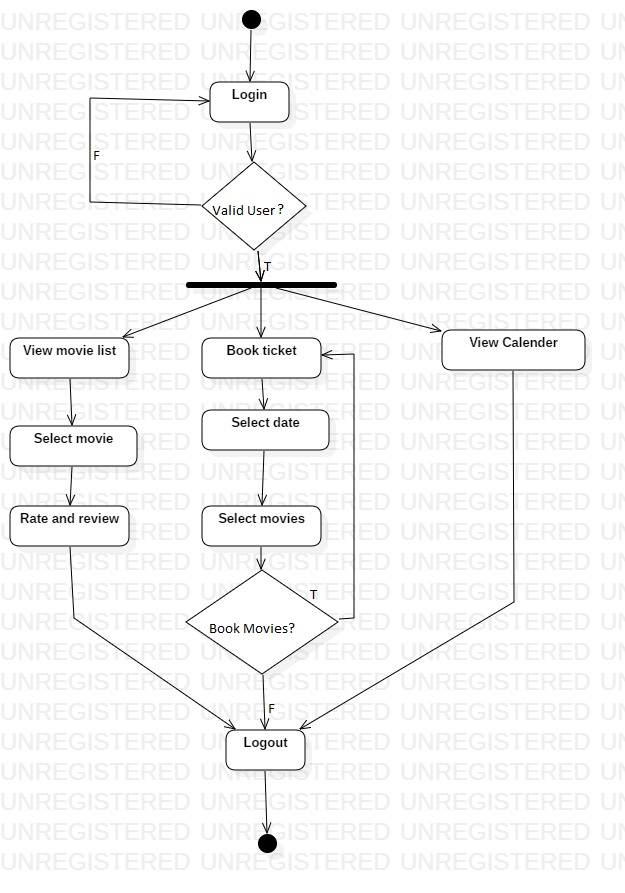 Login
F
Valid User?
T
View movie list
Book ticket
View Calender
Select movie
Select date
Rate and review
Select movies
T
Book Movies?
F
Logout
UNREGISTERED